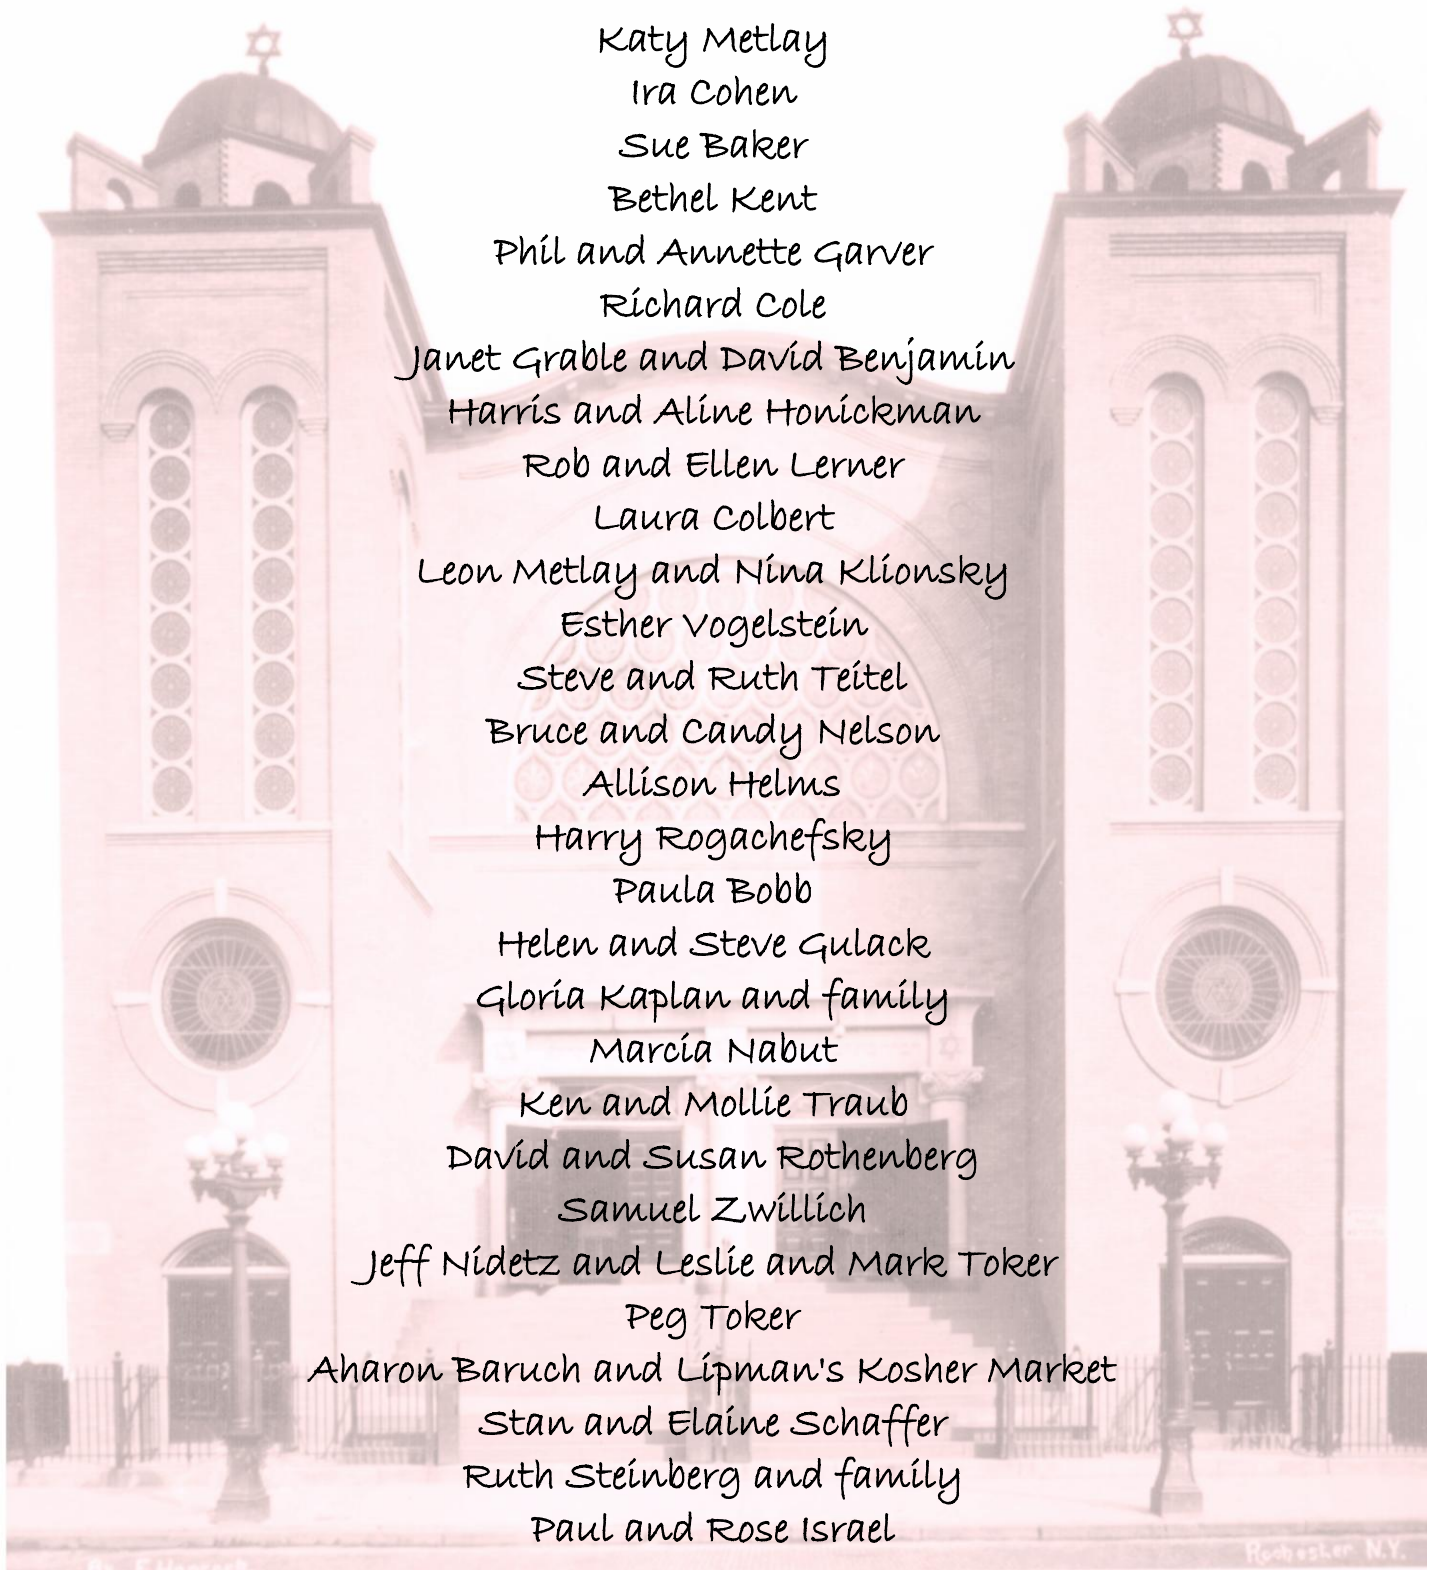 Katy Metlay
Ira Cohen
Sue Baker
Bethel Kent
Phil and Annette Garver
Richard Cole
Janet Grable and David Benjamin
Harris and Aline Honickman
Rob and Ellen Lerner
Laura Colbert
Leon Metlay and Nina Klionsky
Esther Vogelstein
Steve and Ruth Teitel
Bruce and Candy Nelson
Allison Helms
Harry Rogachefsky
Paula Bobb
Helen and Steve Gulack
Gloria Kaplan and family
Marcia Nabut
Ken and Mollie Traub
David and Susan Rothenberg
Samuel Zwillich
Jeff Nidetz and Leslie and Mark Toker
Peg Toker
Aharon Baruch and Lipman's Kosher Market
Stan and Elaine Schaffer
Ruth Steinberg and family
Paul and Rose Israel
Rochester N.Y.